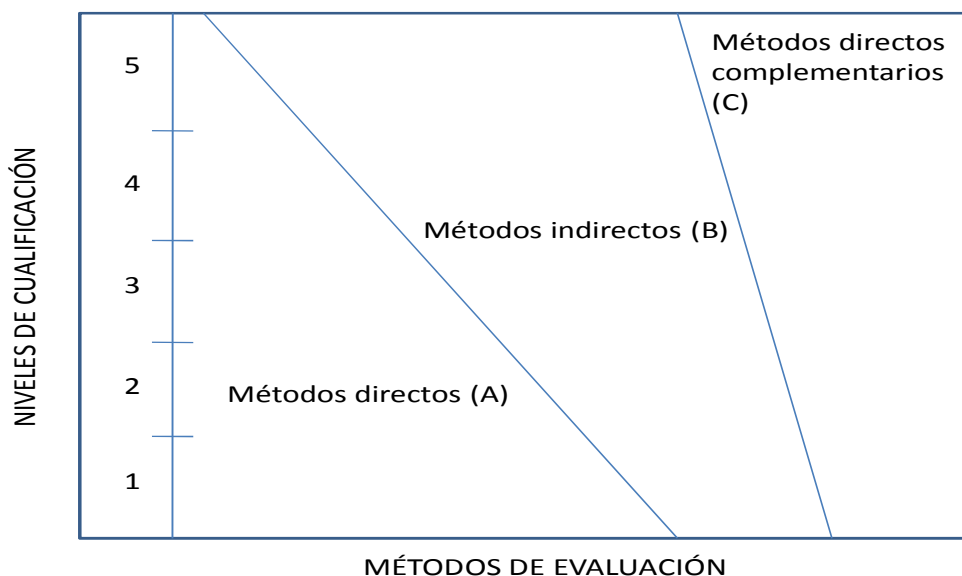 NIVELES DE CUALIFICACIÓN
5
4
3
2
1
Métodos directos
complementarios
(C)
Métodos indirectos (B)
Métodos directos (A)
MÉTODOS DE EVALUACIÓN